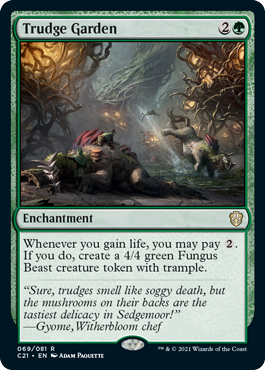 Trudge Garden 2
Enchantment
Whenever you gain life, you may pay 2.
If you do, create a 4/4 green Fungus
Beast creature token with trample.
“Sure, trudges smell like soggy death, but
the mushrooms on their backs are the
tastiest delicacy in Sedgemoor!”
—Gyome, Witherbloom chef
069/081 R
C21 • EN Adam Paquette ™ & © 2021 Wizards of the Coast